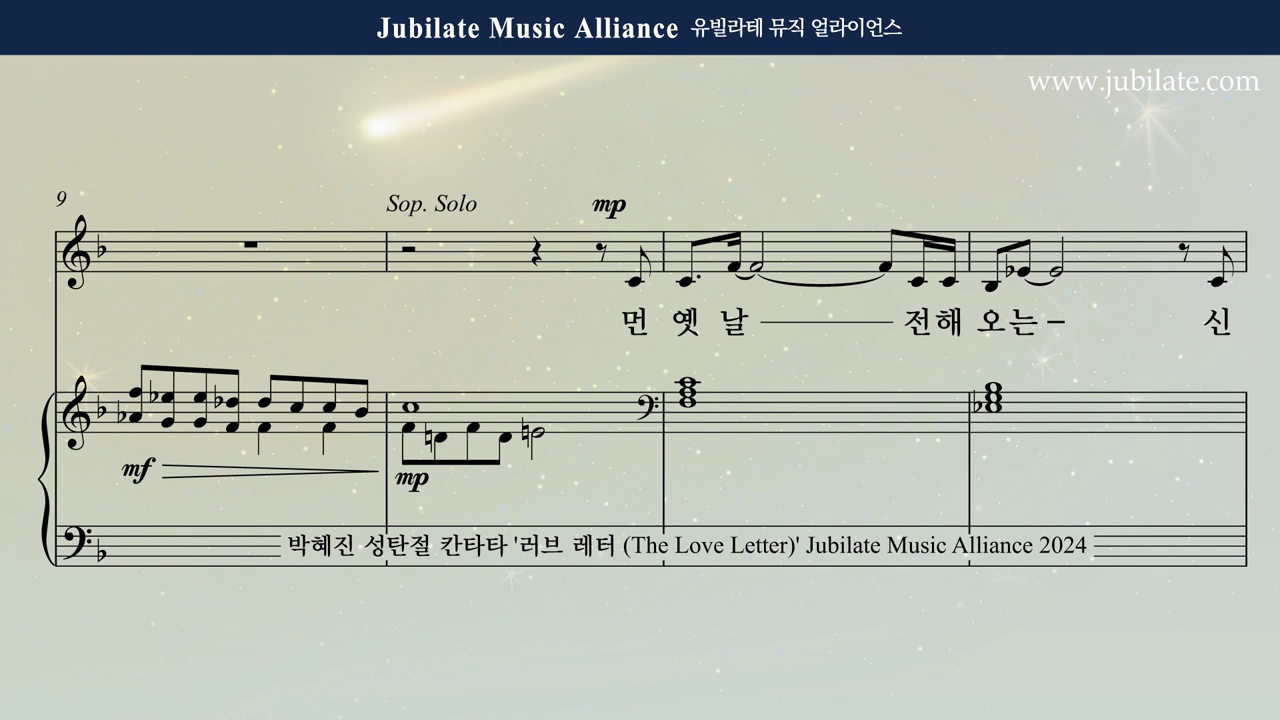 Jubilate Music Alliance 유빌라테 뮤직 얼라이언스
www.jubilate.com
9
Sop. Solo
mp
먼 옛 날 전해 오는 신
mf
mp
박혜진 성탄절 칸타타 '러브 레터 (The Love Letter)' Jubilate Music Alliance 2024